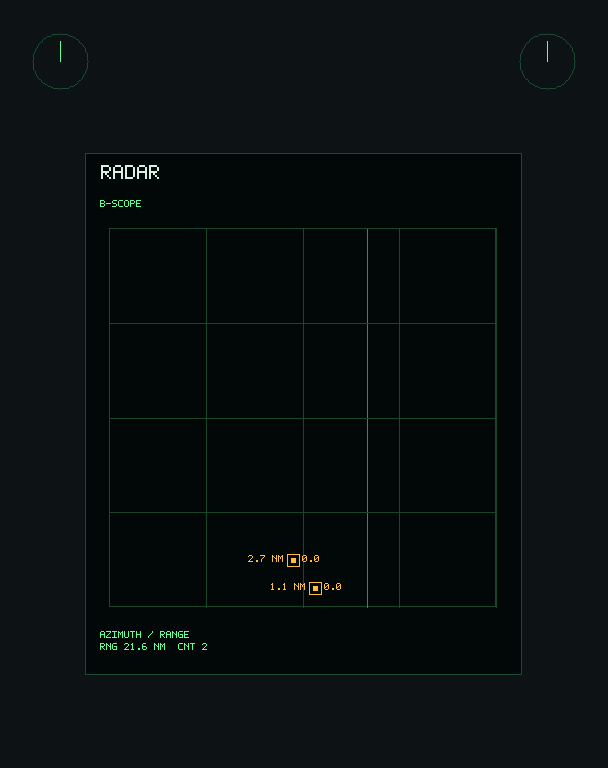 RADAR
B-SCOPE
2.7 NM 0.0
1.1 NM 0.0
AZIMUTH / RANGE
RNG 21.6 NM  CNT 2